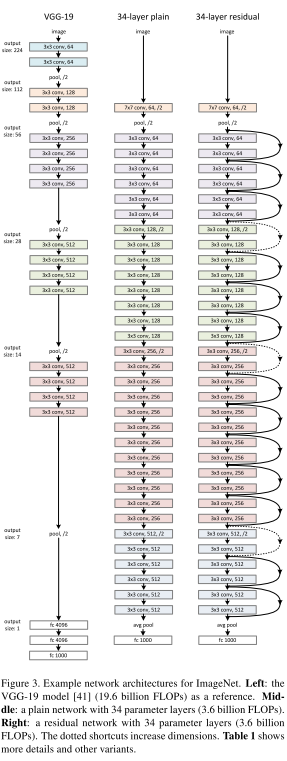 VGG-19
34-layer plain
34-layer residual
output
size: 224
output
size: 112
output
size: 56
output
size: 28
output
size: 14
output
size: 7
output
size: 1
image
3x3 conv, 64
3x3 conv, 64
pool, /2
3x3 conv, 128
3x3 conv, 128
pool, /2
3x3 conv, 256
3x3 conv, 256
3x3 conv, 256
3x3 conv, 256
pool, /2
3x3 conv, 512
3x3 conv, 512
3x3 conv, 512
3x3 conv, 512
pool, /2
3x3 conv, 512
3x3 conv, 512
3x3 conv, 512
3x3 conv, 512
pool, /2
fc 4096
fc 4096
fc 1000
image
7x7 conv, 64, /2
pool, /2
3x3 conv, 64
3x3 conv, 64
3x3 conv, 64
3x3 conv, 64
3x3 conv, 64
3x3 conv, 64
3x3 conv, 128, /2
3x3 conv, 128
3x3 conv, 128
3x3 conv, 128
3x3 conv, 128
3x3 conv, 128
3x3 conv, 128
3x3 conv, 128
3x3 conv, 256, /2
3x3 conv, 256
3x3 conv, 256
3x3 conv, 256
3x3 conv, 256
3x3 conv, 256
3x3 conv, 256
3x3 conv, 256
3x3 conv, 256
3x3 conv, 256
3x3 conv, 256
3x3 conv, 256
3x3 conv, 512, /2
3x3 conv, 512
3x3 conv, 512
3x3 conv, 512
3x3 conv, 512
3x3 conv, 512
avg pool
fc 1000
image
7x7 conv, 64, /2
pool, /2
3x3 conv, 64
3x3 conv, 64
3x3 conv, 64
3x3 conv, 64
3x3 conv, 64
3x3 conv, 64
3x3 conv, 128, /2
3x3 conv, 128
3x3 conv, 128
3x3 conv, 128
3x3 conv, 128
3x3 conv, 128
3x3 conv, 128
3x3 conv, 128
3x3 conv, 256, /2
3x3 conv, 256
3x3 conv, 256
3x3 conv, 256
3x3 conv, 256
3x3 conv, 256
3x3 conv, 256
3x3 conv, 256
3x3 conv, 256
3x3 conv, 256
3x3 conv, 256
3x3 conv, 256
3x3 conv, 512, /2
3x3 conv, 512
3x3 conv, 512
3x3 conv, 512
3x3 conv, 512
3x3 conv, 512
avg pool
fc 1000
Figure 3. Example network architectures for ImageNet. Left: the
VGG-19 model [41] (19.6 billion FLOPs) as a reference. Mid-
dle: a plain network with 34 parameter layers (3.6 billion FLOPs).
Right: a residual network with 34 parameter layers (3.6 billion
FLOPs). The dotted shortcuts increase dimensions. Table 1 shows
more details and other variants.